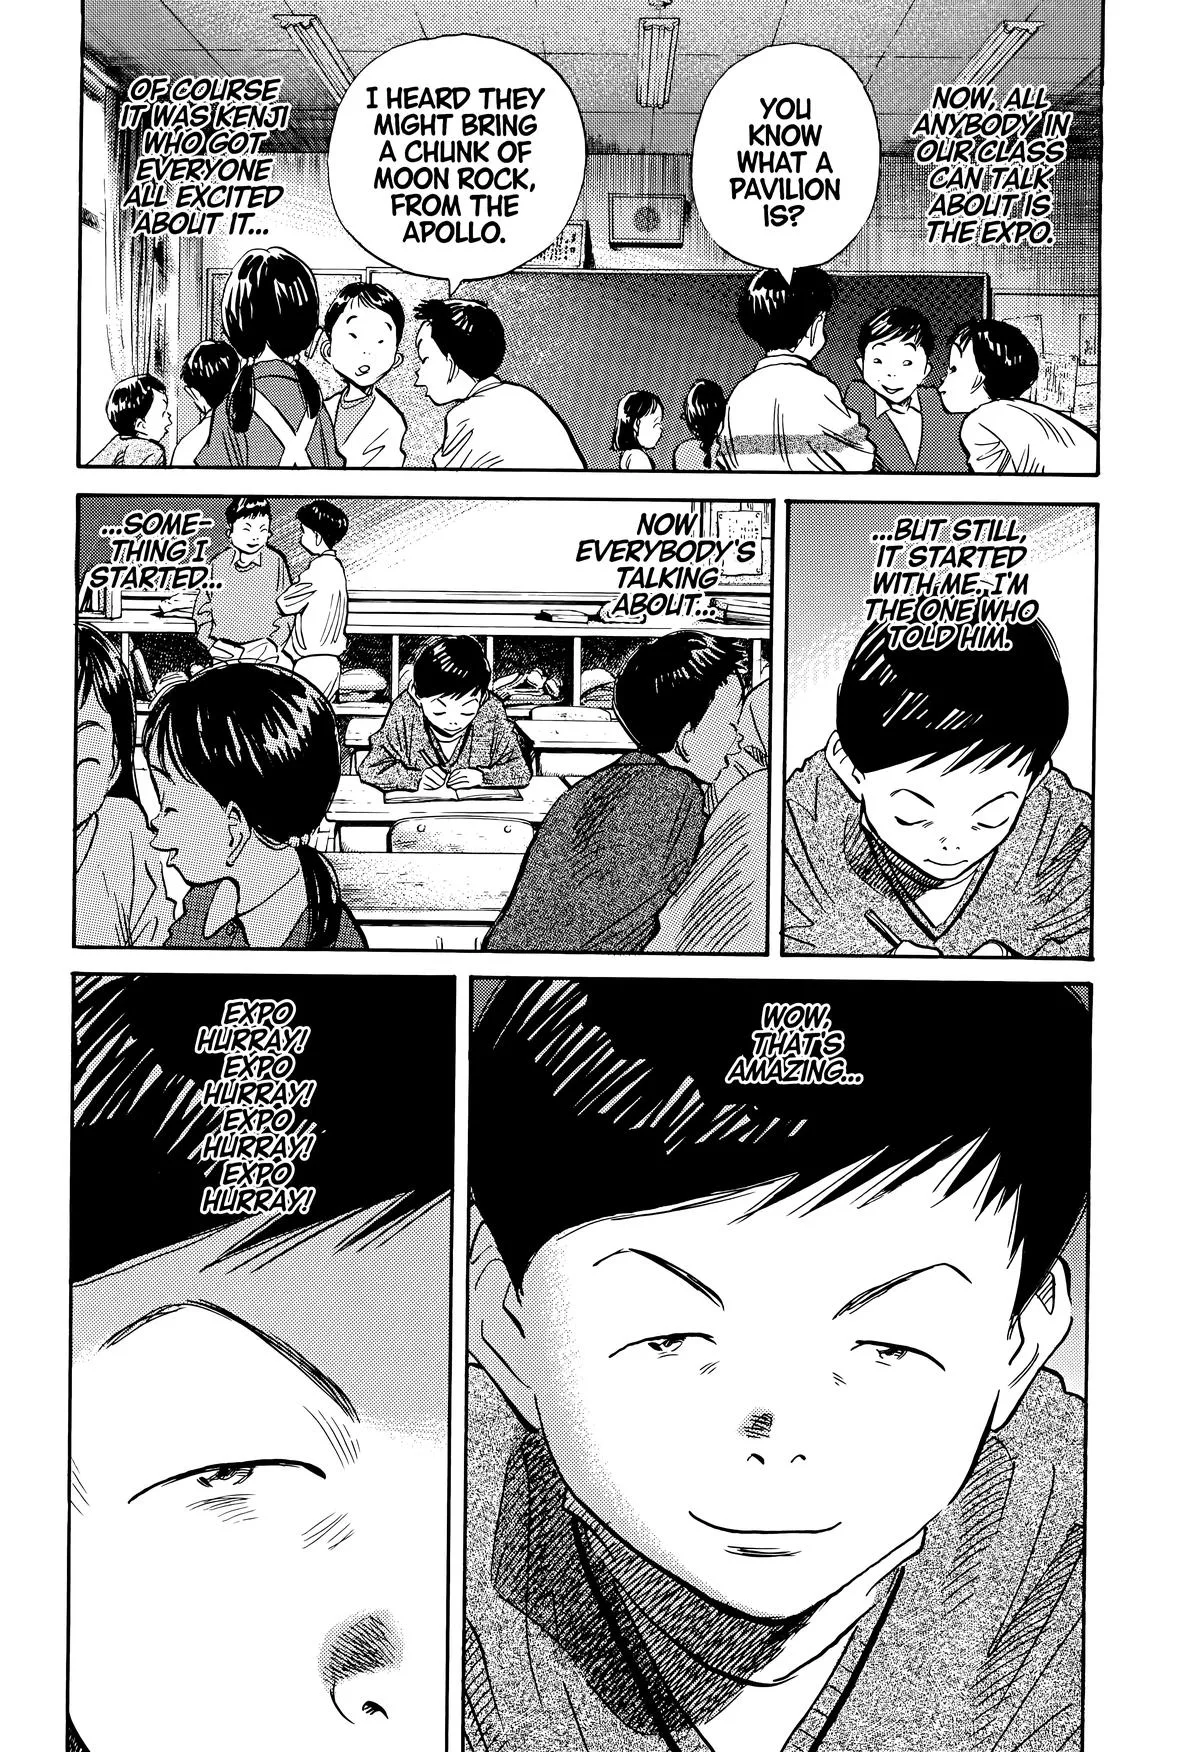 NOW, ALL
ANYBODY IN
OUR CLASS
CAN TALK
ABOUT IS
THE EXPO.
YOU
KNOW
WHAT A
PAVILION
IS?
I HEARD THEY
MIGHT BRING
A CHUNK OF
MOON ROCK,
FROM THE
APOLLO.
OF COURSE
IT WAS KENJI
WHO GOT
EVERYONE
ALL EXCITED
ABOUT IT...
...BUT STILL,
IT STARTED
WITH ME. I'M
THE ONE WHO
TOLD HIM.
NOW
EVERYBODY'S
TALKING
ABOUT...
...SOME-
THING I
STARTED...
WOW,
THAT'S
AMAZING...
EXPO
HURRAY!
EXPO
HURRAY!
EXPO
HURRAY!
EXPO
HURRAY!